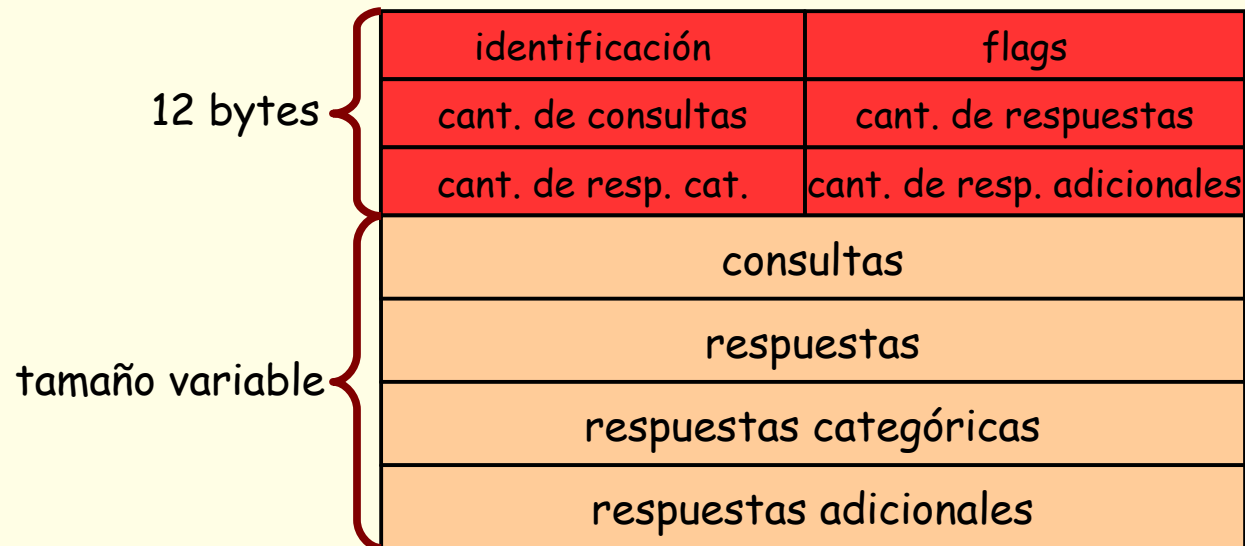 identificación
flags
12 bytes
cant. de consultas
cant. de respuestas
cant. de resp. cat.
cant. de resp. adicionales
consultas
respuestas
tamaño variable
respuestas categóricas
respuestas adicionales